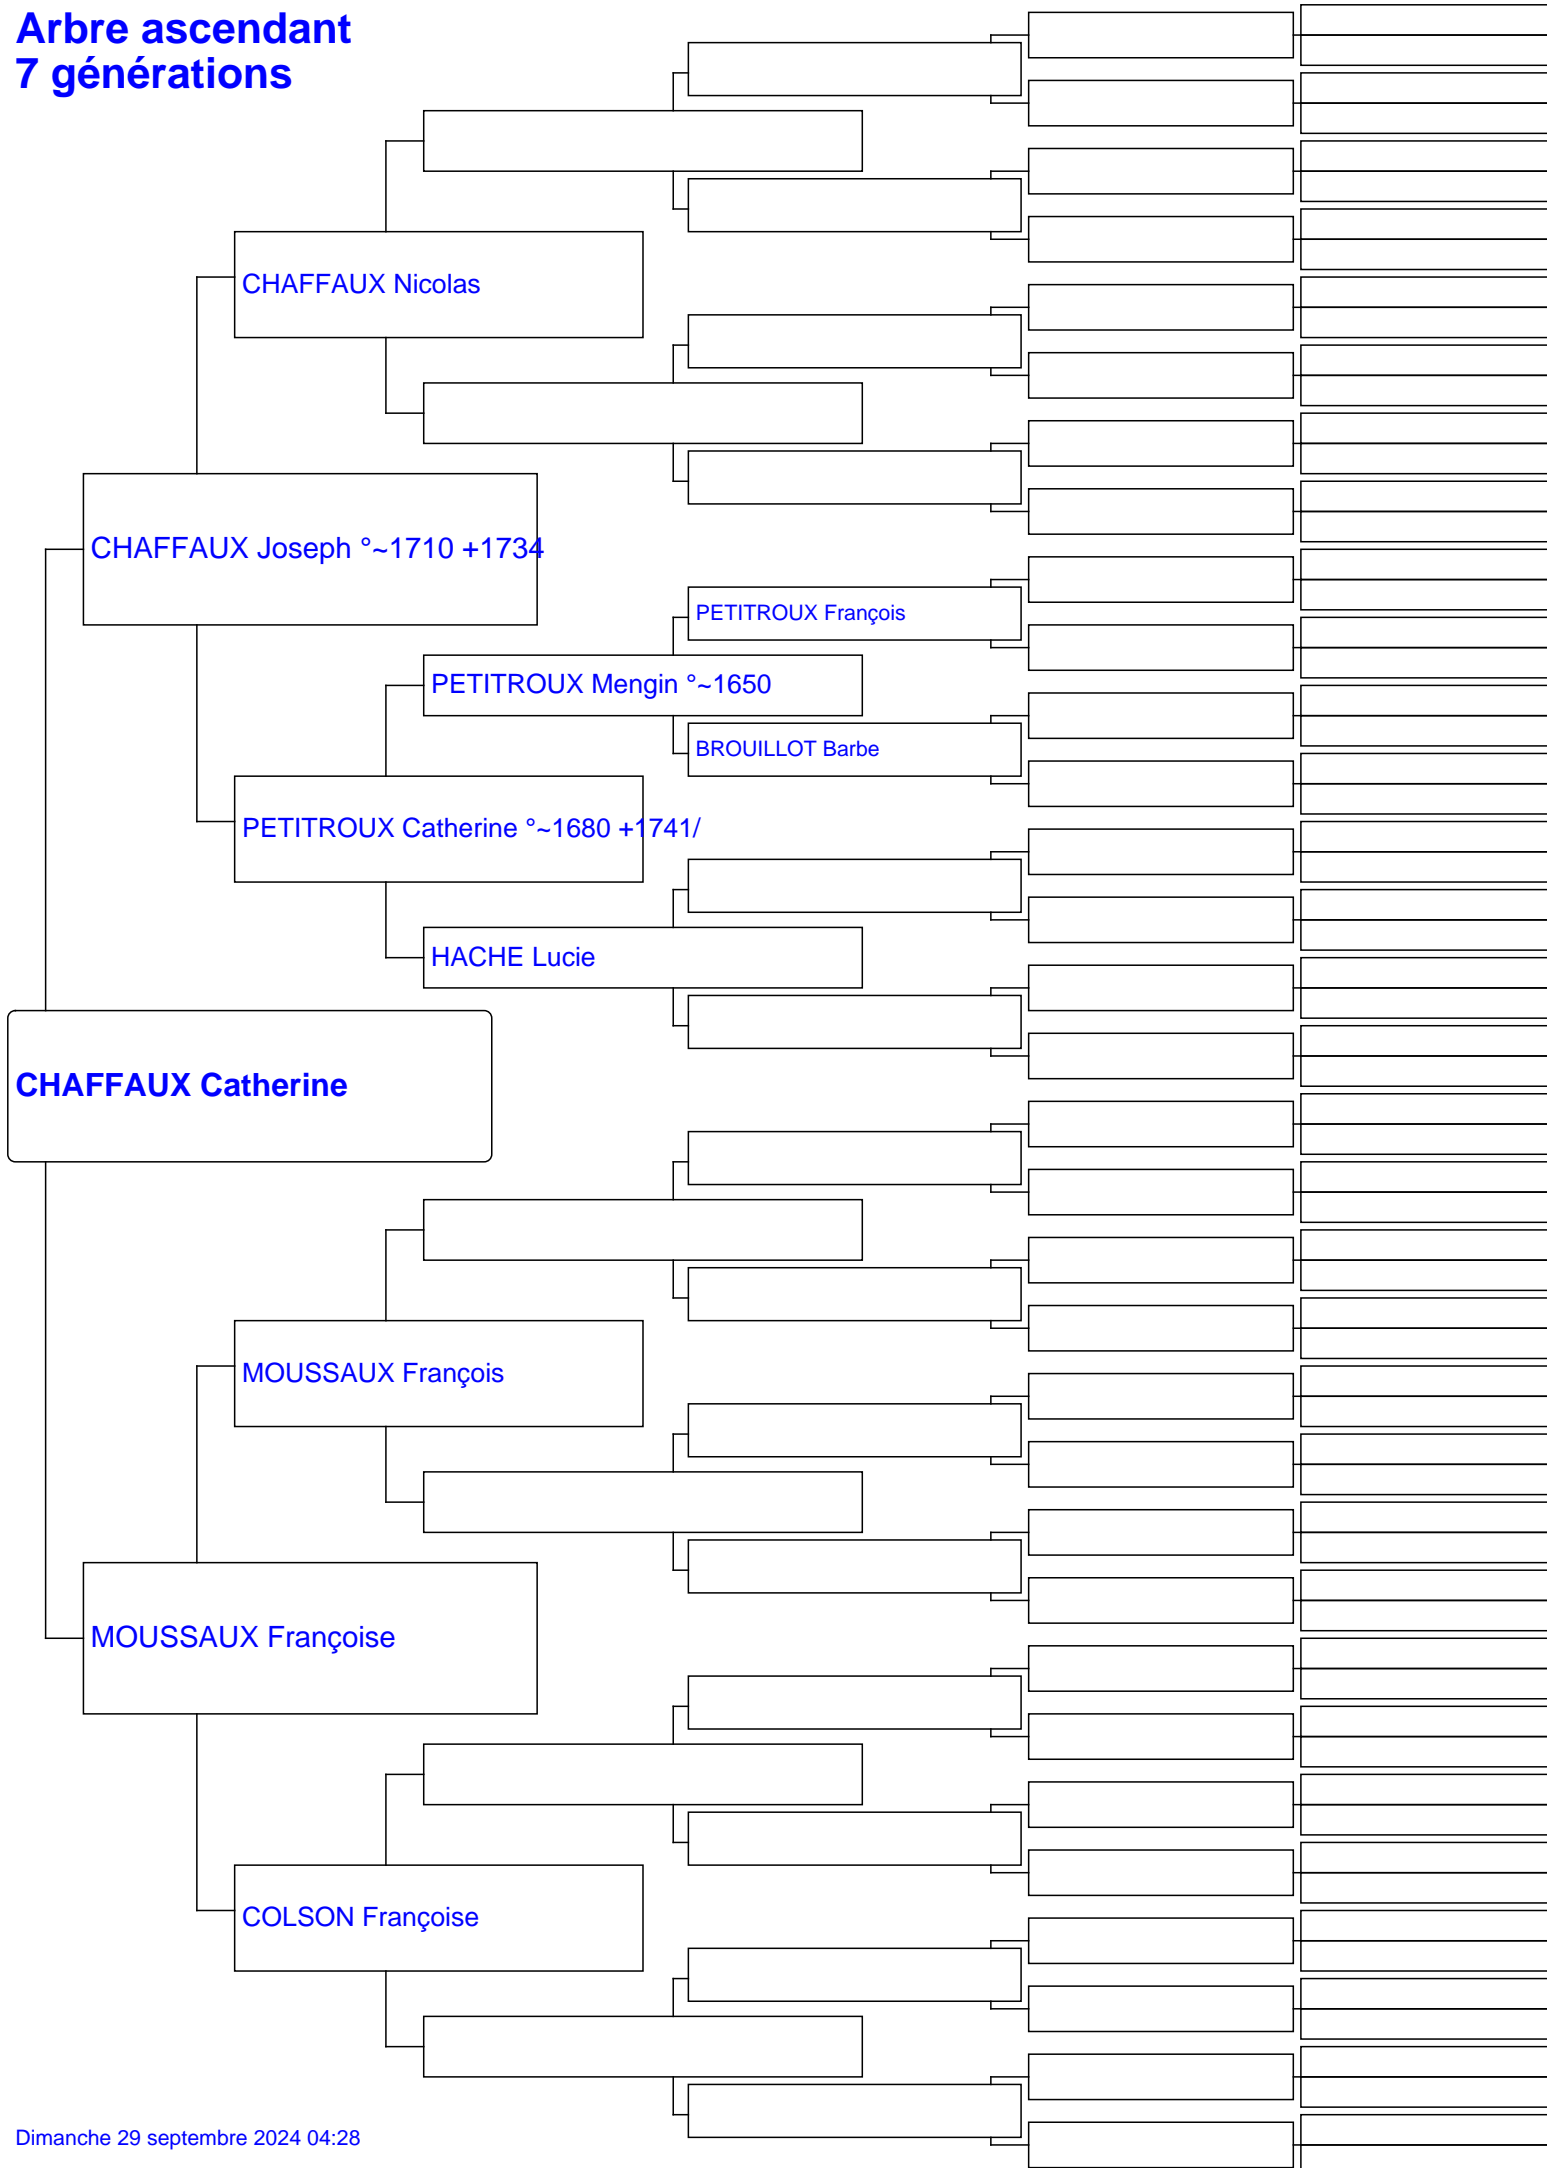 Arbre ascendant
7 générations
CHAFFAUX Nicolas
CHAFFAUX Joseph °~1710 +1734
PETITROUX François
PETITROUX Mengin °~1650
BROUILLOT Barbe
PETITROUX Catherine °~1680 +1741/
HACHE Lucie
CHAFFAUX Catherine
MOUSSAUX François
MOUSSAUX Françoise
COLSON Françoise
Dimanche 29 septembre 2024 04:28